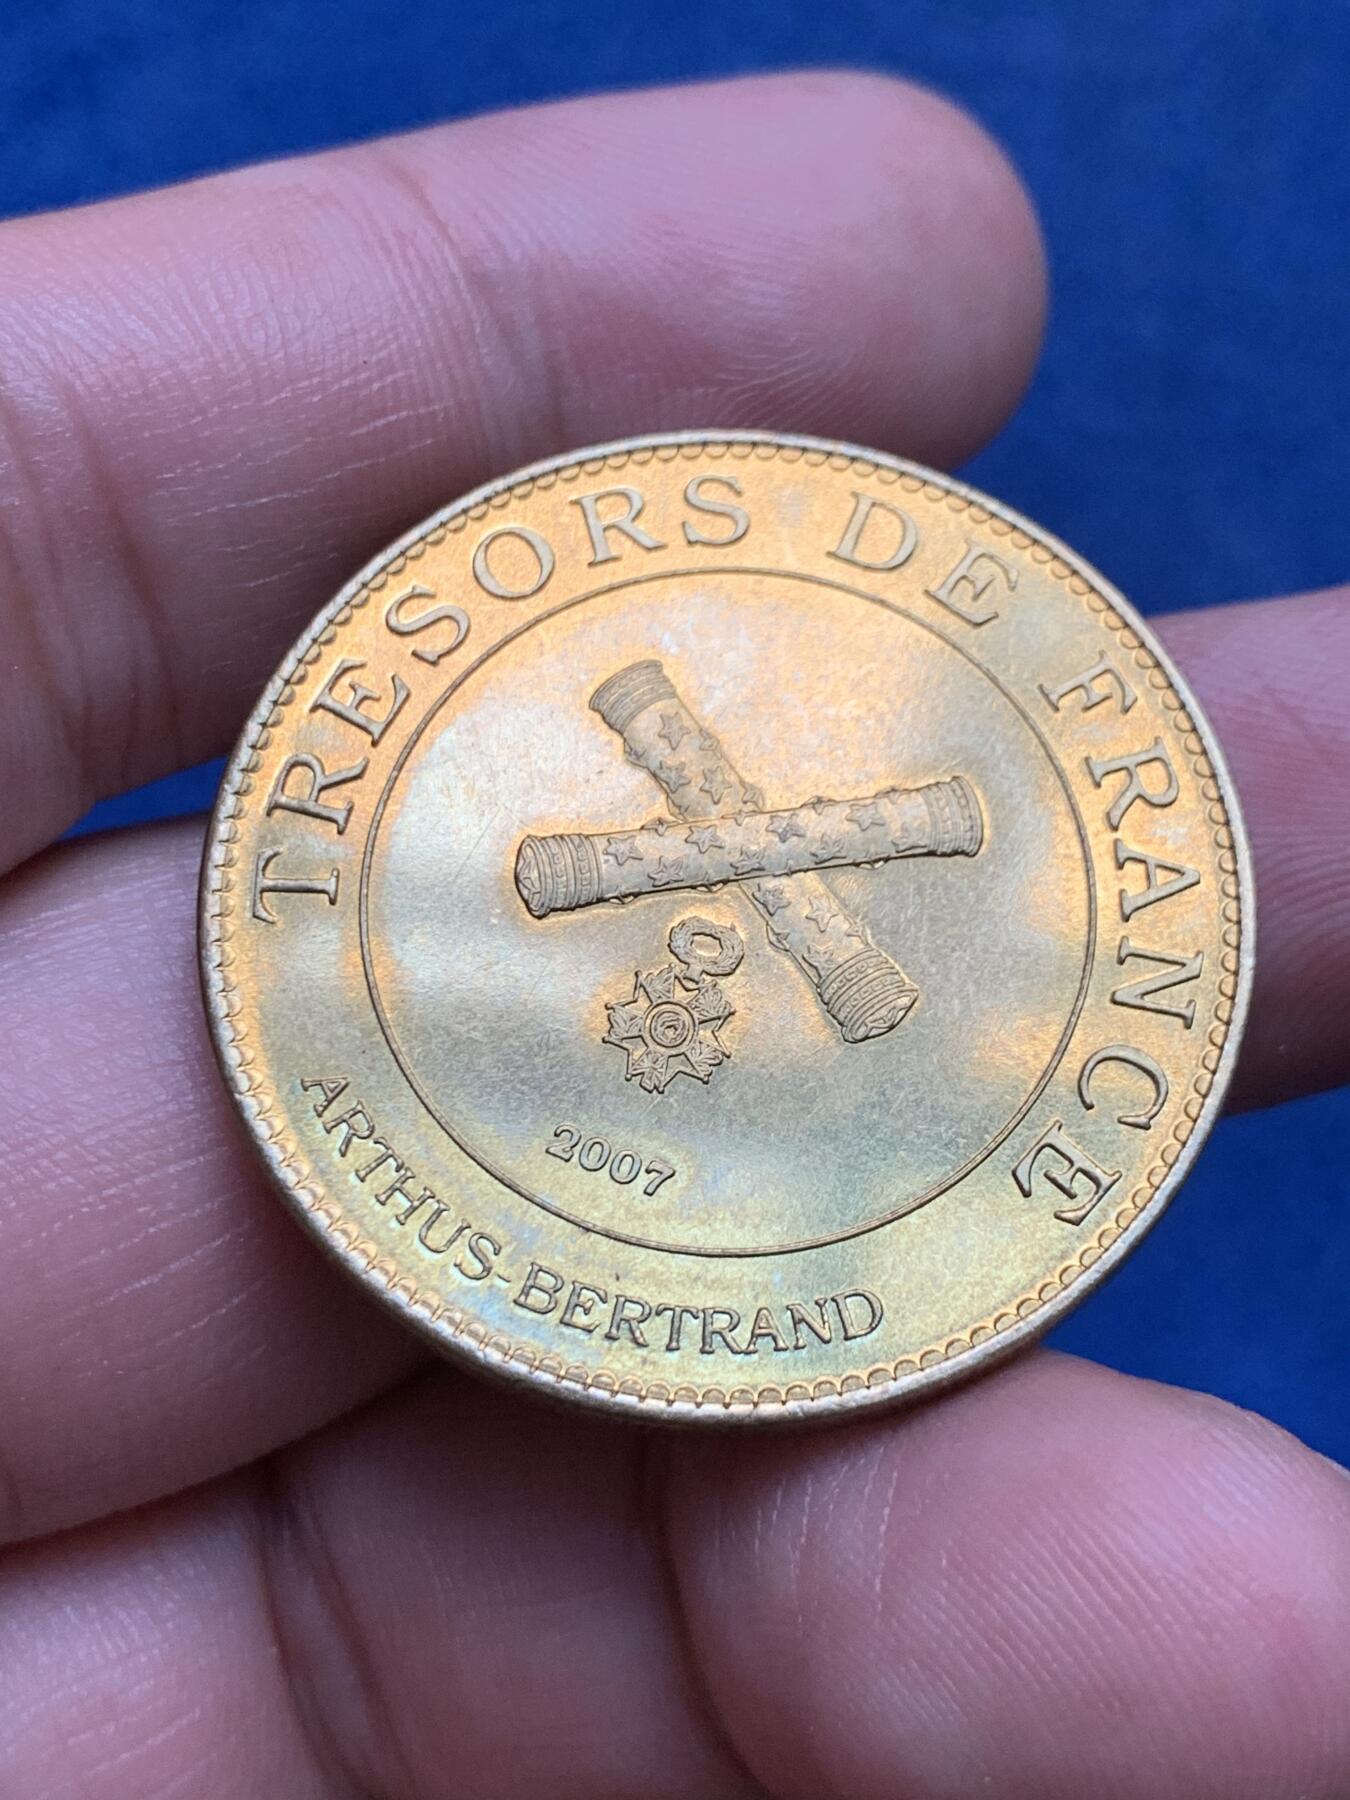 TRESORS DE FRANCE
2007
ARTHUS-BERTRAND